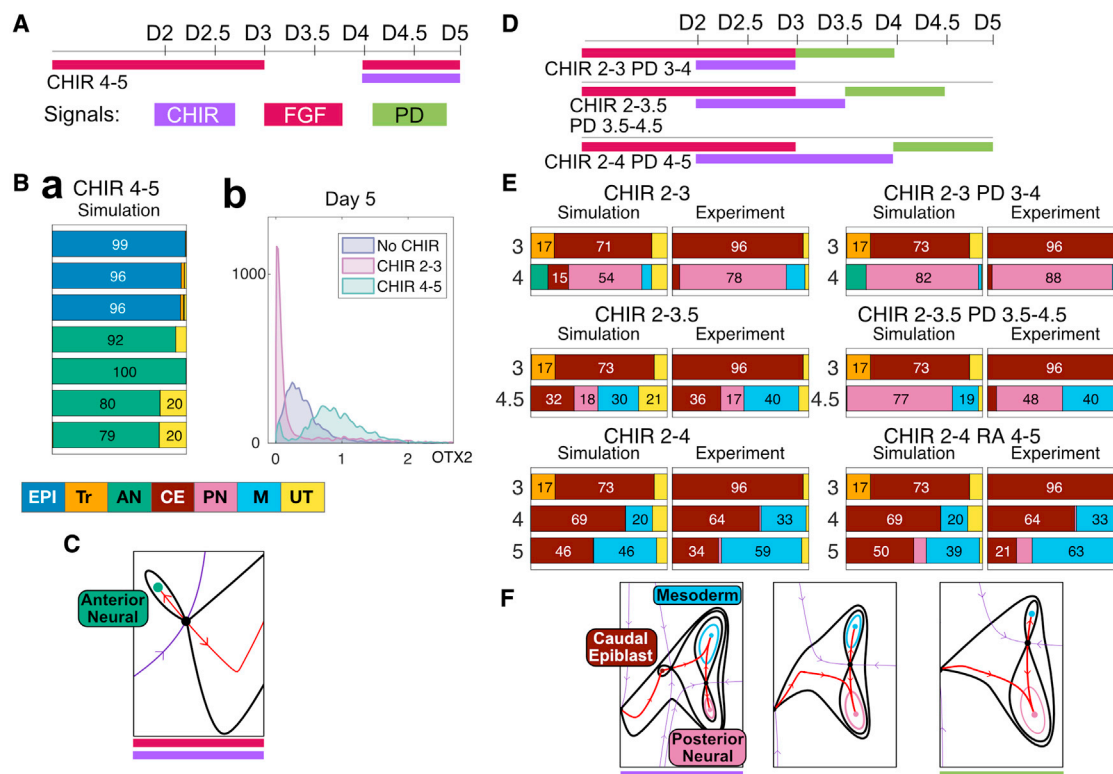 A
D2 D2.5 D3 D3.5 D4 D4.5 D5
CHIR 4-5
Signals: CHIR FGF PD
B a CHIR 4-5
Simulation
99
96
96
92
100
80 20
79 20
b Day 5
1000
0
No CHIR
CHIR 2-3
CHIR 4-5
0 1 2 OTX2
EPI Tr AN CE PN M UT
C
Anterior
Neural
D
D2 D2.5 D3 D3.5 D4 D4.5 D5
CHIR 2-3 PD 3-4
CHIR 2-3.5
PD 3.5-4.5
CHIR 2-4 PD 4-5
E
CHIR 2-3
Simulation Experiment
3 17 71 96
4 15 54 78
CHIR 2-3 PD 3-4
Simulation Experiment
3 17 73 96
4 82 88
CHIR 2-3.5
Simulation Experiment
3 17 73 96
4.5 32 18 30 21 36 17 40
CHIR 2-3.5 PD 3.5-4.5
Simulation Experiment
3 17 73 96
4.5 77 19 48 40
CHIR 2-4
Simulation Experiment
3 17 73 96
4 69 20 64 33
5 46 46 34 59
CHIR 2-4 RA 4-5
Simulation Experiment
3 17 73 96
4 69 20 64 33
5 50 39 21 63
F
Mesoderm
Caudal
Epiblast
Posterior
Neural